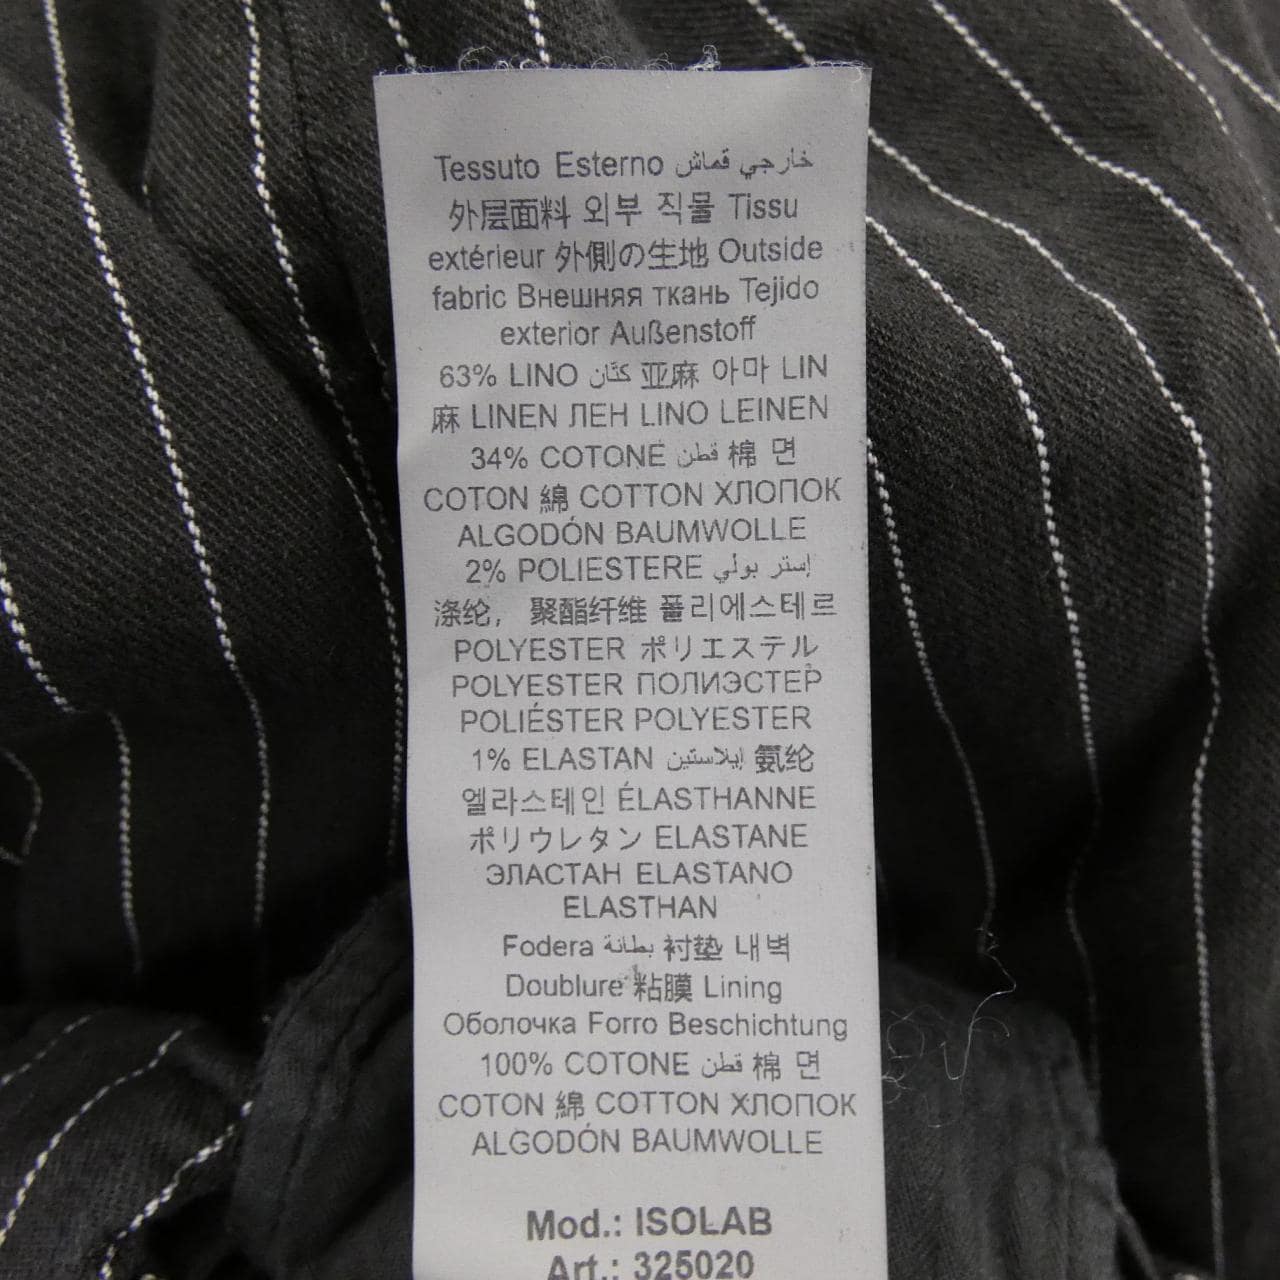 Tessuto Esterno خارجي قماش
外层面料 외부 직물 Tissu
extérieur 外側の生地 Outside
fabric Внешняя ткань Tejido
exterior Außenstoff
63% LINO كتّان 亚麻 아마 LIN
麻 LINEN ЛЕН LINO LEINEN
34% COTONE قطن 棉 면
COTON 綿 COTTON ХЛОПОК
ALGODÓN BAUMWOLLE
2% POLIESTERE إستر بولي
涤纶，聚酯纤维 폴리에스테르
POLYESTER ポリエステル
POLYESTER ПОЛИЭСТЕР
POLIÉSTER POLYESTER
1% ELASTAN إيلاستين 氨纶
엘라스테인 ÉLASTHANNE
ポリウレタン ELASTANE
ЭЛАСТАН ELASTANO
ELASTHAN
Fodera بطانة 衬垫 내벽
Doublure 粘膜 Lining
Оболочка Forro Beschichtung
100% COTONE قطن 棉 면
COTON 綿 COTTON ХЛОПОК
ALGODÓN BAUMWOLLE
Mod.: ISOLAB
Art.: 325020